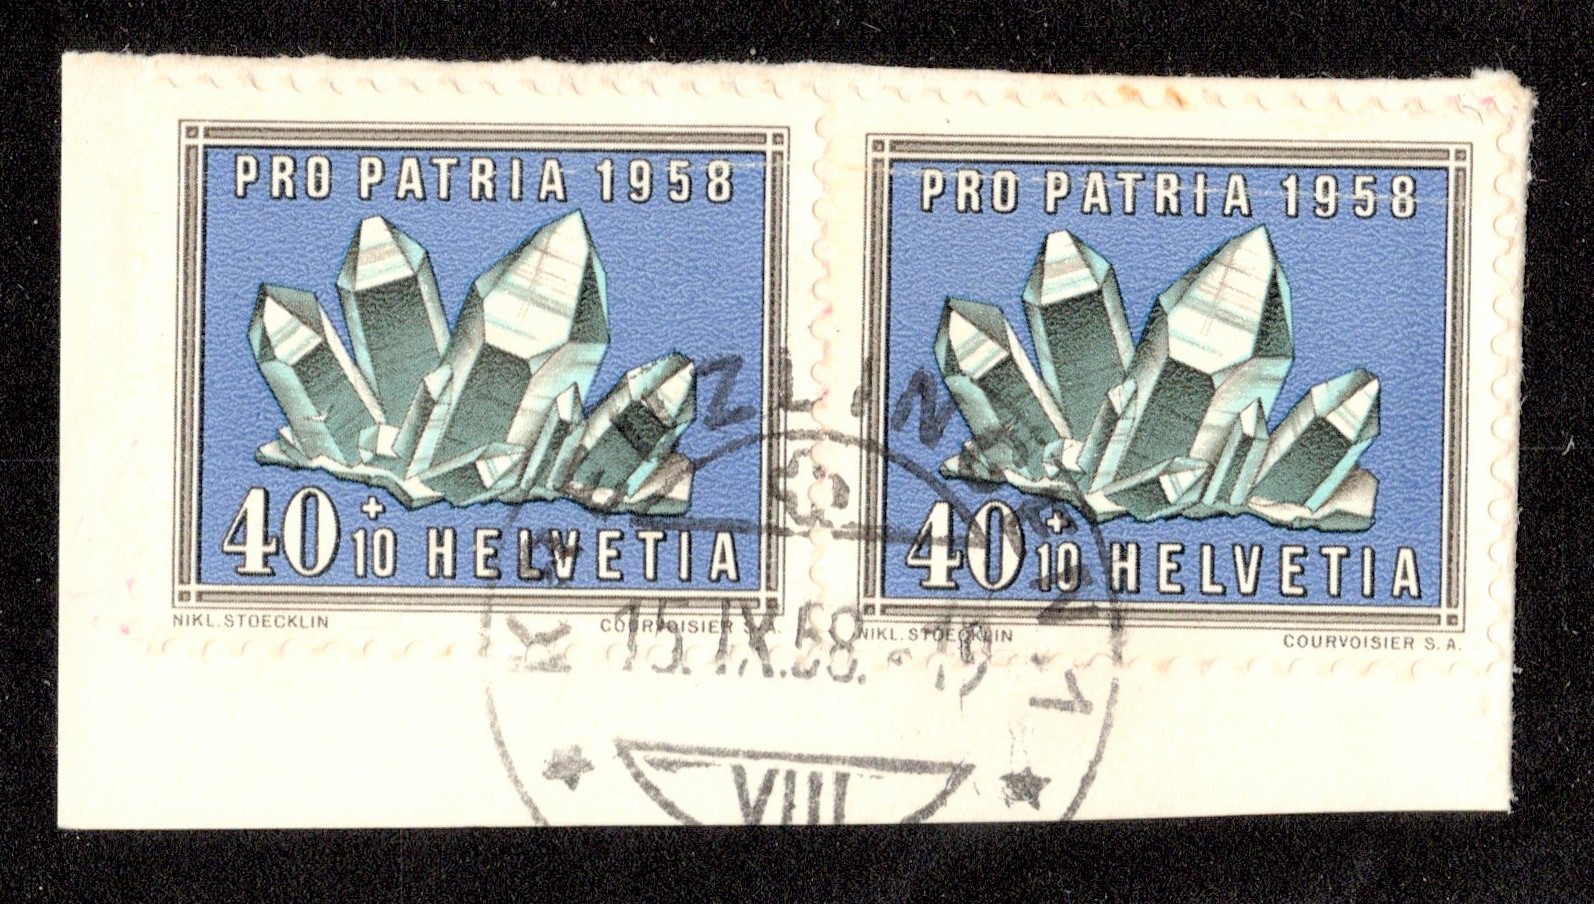 PRO PATRIA 1958
40 + 10 HELVETIA
NIKL.STOECKLIN COURVOISIER S.A.
PRO PATRIA 1958
40 + 10 HELVETIA
NIKL.STOECKLIN COURVOISIER S.A.
15.IX.58.-
VIII